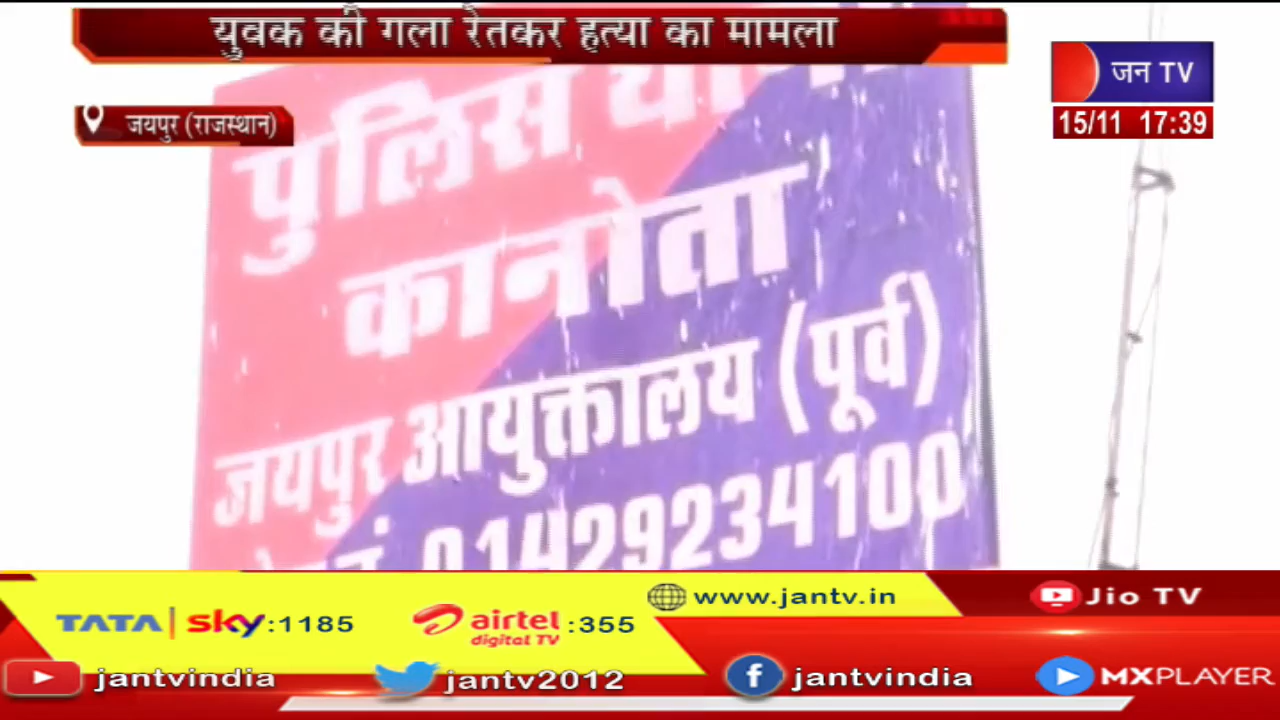 युवक की गला रेतकर हत्या का मामला
जन TV
15/11 17:39
जयपुर (राजस्थान)
पुलिस
कानोता
जयपुर आयुक्तालय (पूर्व)
01429234100
TATA sky:1185
airtel digital TV :355
www.jantv.in
Jio TV
jantvindia
jantv2012
jantvindia
MXPLAYER